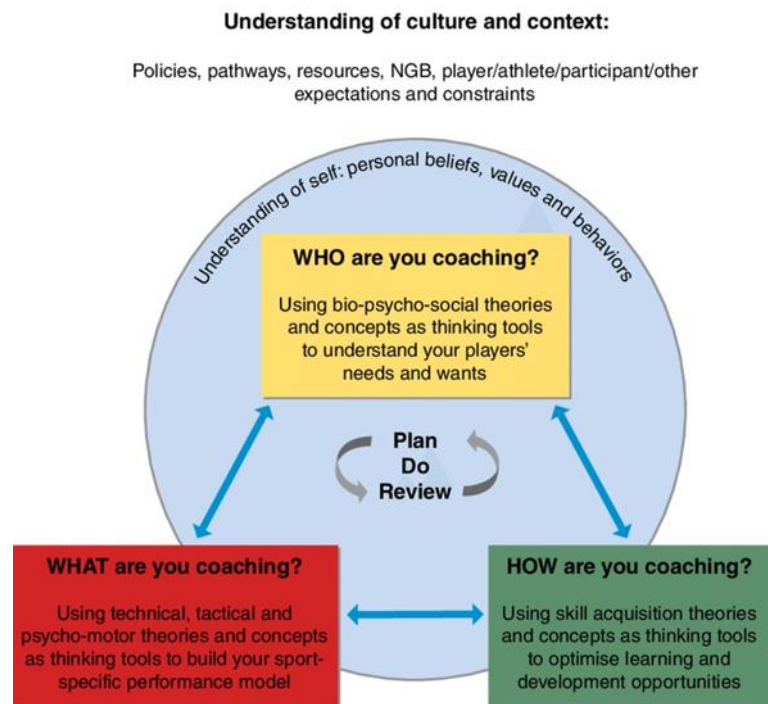 Understanding of culture and context:
Policies, pathways, resources, NGB, player/athlete/participant/other
expectations and constraints
Understanding of self: personal beliefs, values and behaviors
WHO are you coaching?
Using bio-psycho-social theories
and concepts as thinking tools
to understand your players'
needs and wants
Plan
Do
Review
WHAT are you coaching?
Using technical, tactical and
psycho-motor theories and concepts
as thinking tools to build your sport-
specific performance model
HOW are you coaching?
Using skill acquisition theories
and concepts as thinking tools
to optimise learning and
development opportunities